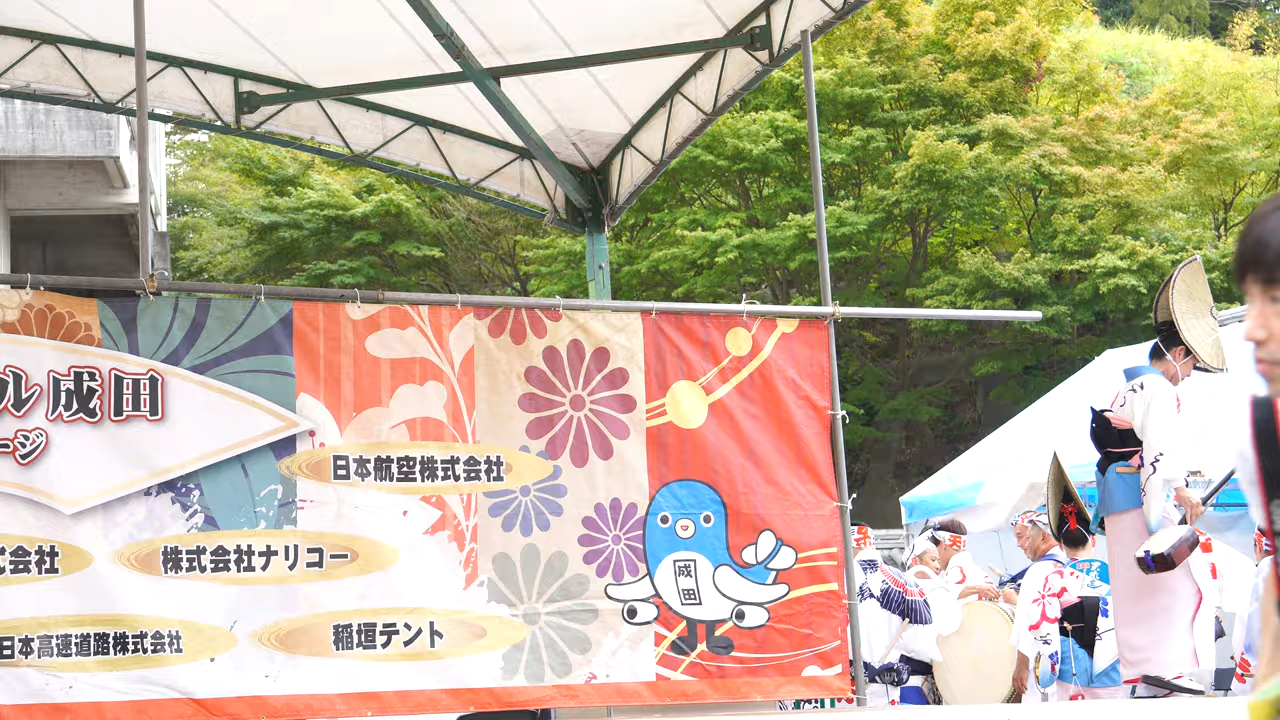 ル成田
ージ
日本航空株式会社
式会社
株式会社ナリコー
日本高速道路株式会社
稲垣テント
成田